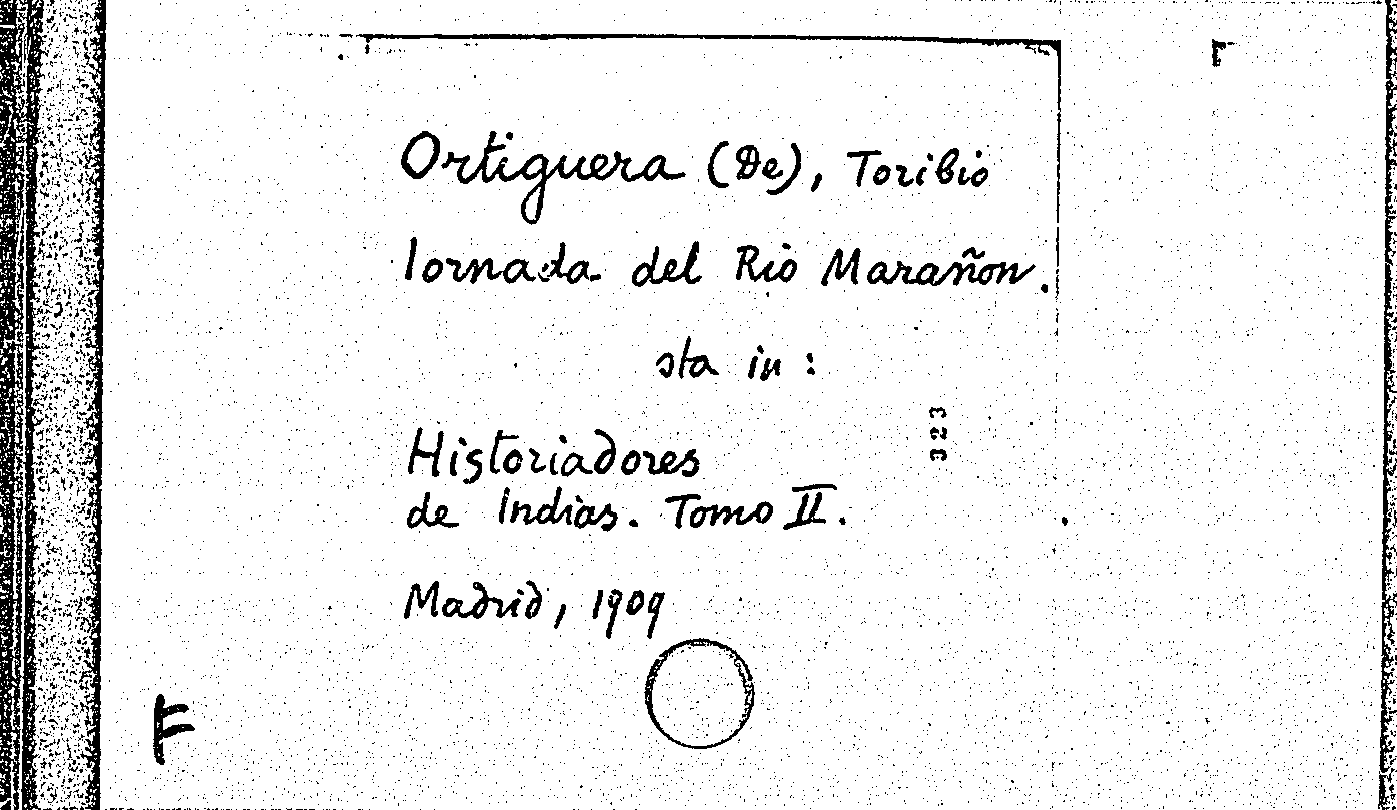 Ortiguera (De), Toribio
Iornada del Rio Marañon.
sta in :
323
Historiadores
de Indias. Tomo II.
Madrid, 1909
F